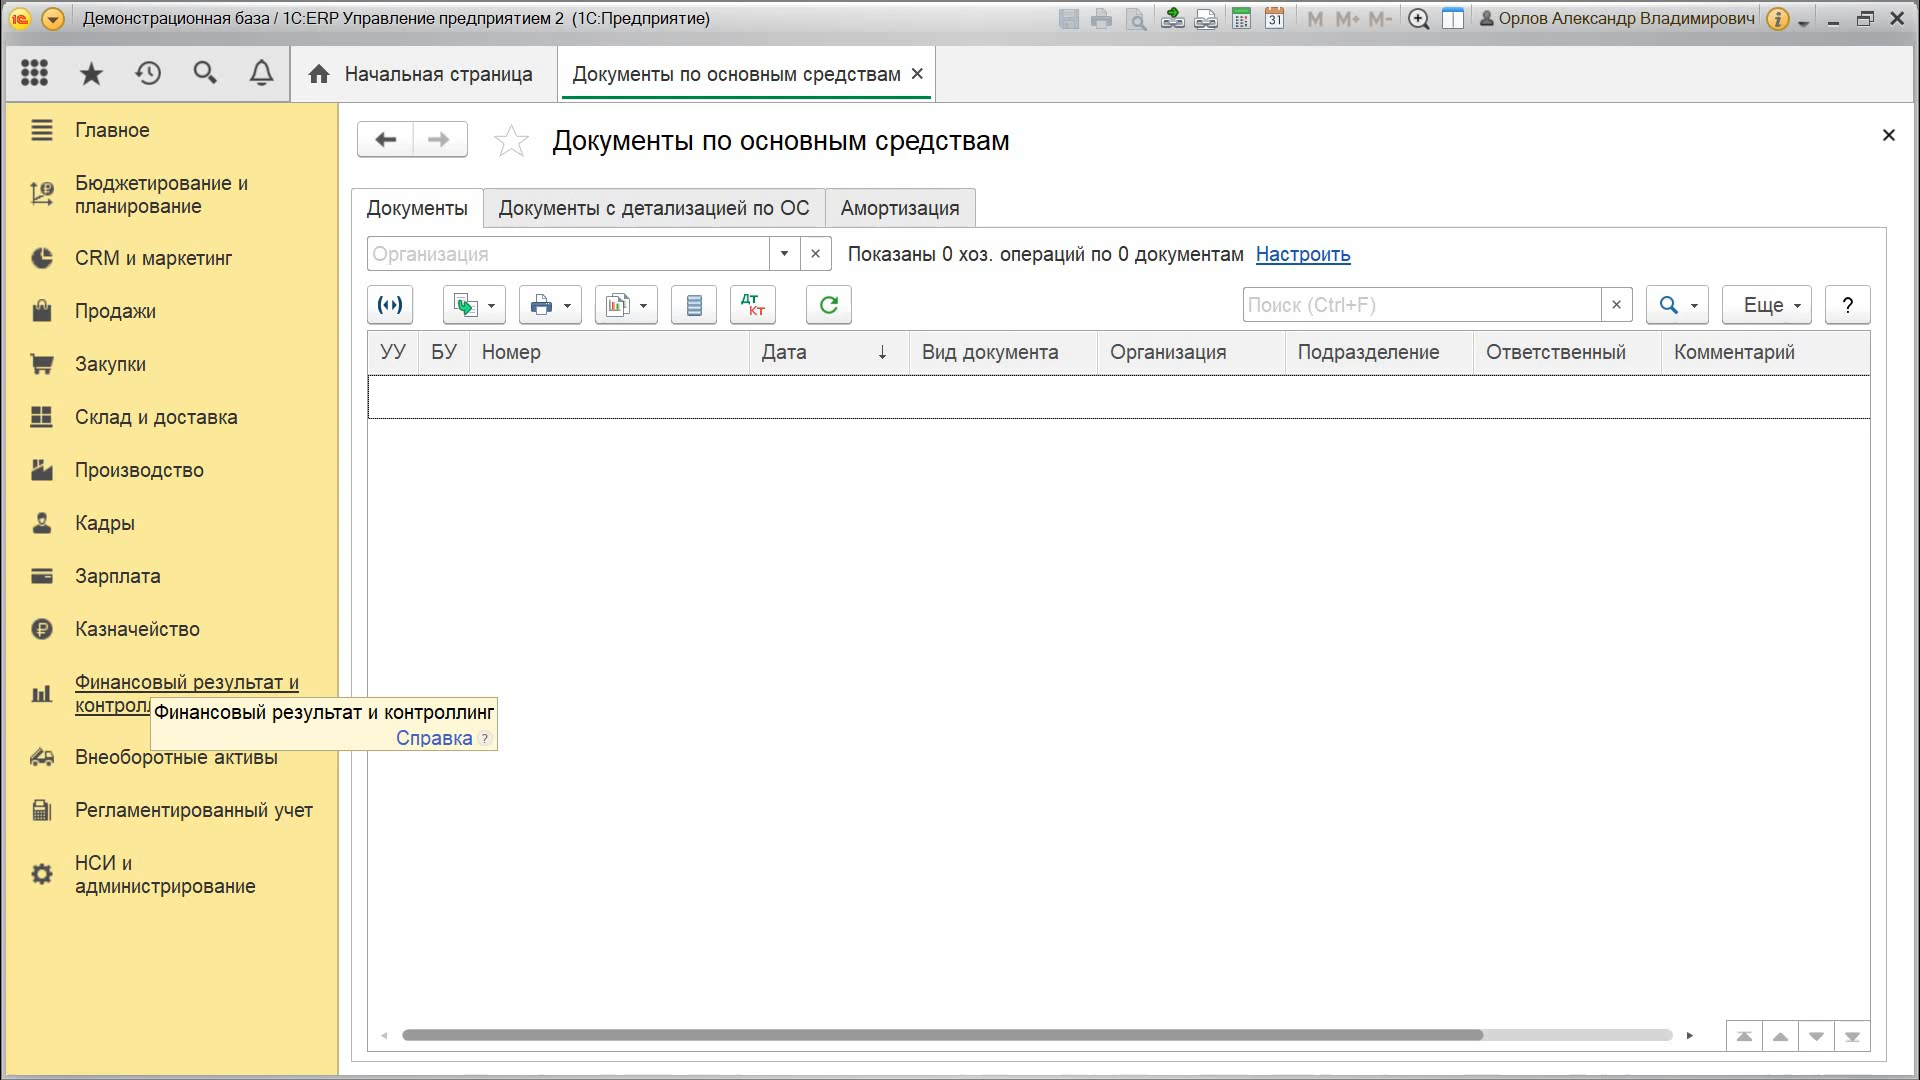 Демонстрационная база / 1С:ERP Управление предприятием 2 (1С:Предприятие)
31
M M+ M-
Орлов Александр Владимирович
Начальная страница
Документы по основным средствам
Главное
Бюджетирование и
планирование
CRM и маркетинг
Продажи
Закупки
Склад и доставка
Производство
Кадры
Зарплата
Казначейство
Финансовый результат и
контрол
Финансовый результат и контроллинг
Справка ?
Внеоборотные активы
Регламентированный учет
НСИ и
администрирование
Документы по основным средствам
Документы
Документы с детализацией по ОС
Амортизация
Организация
Показаны 0 хоз. операций по 0 документам Настроить
Дт
Кт
Поиск (Ctrl+F)
Еще
?
УУ БУ Номер Дата Вид документа Организация Подразделение Ответственный Комментарий